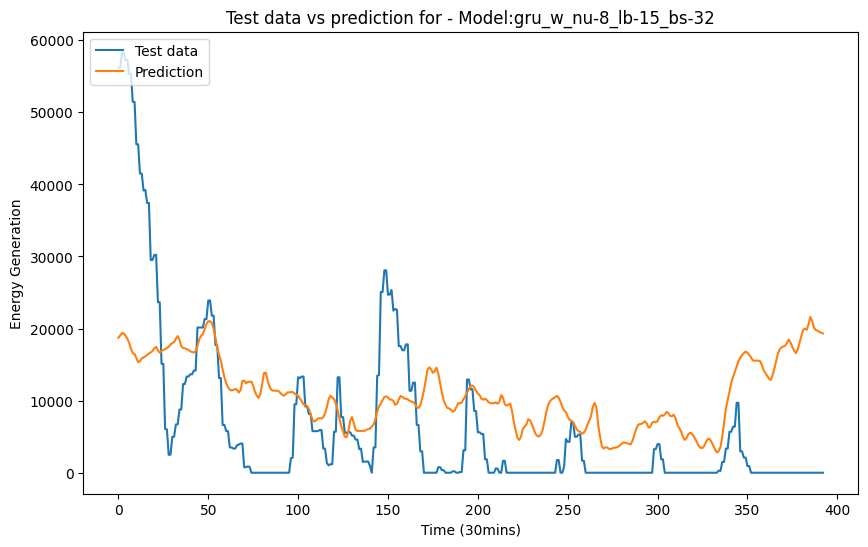 Test data vs prediction for - Model:gru_w_nu-8_lb-15_bs-32
Test data
Prediction
60000
50000
40000
30000
20000
10000
0
Energy Generation
0 50 100 150 200 250 300 350 400
Time (30mins)